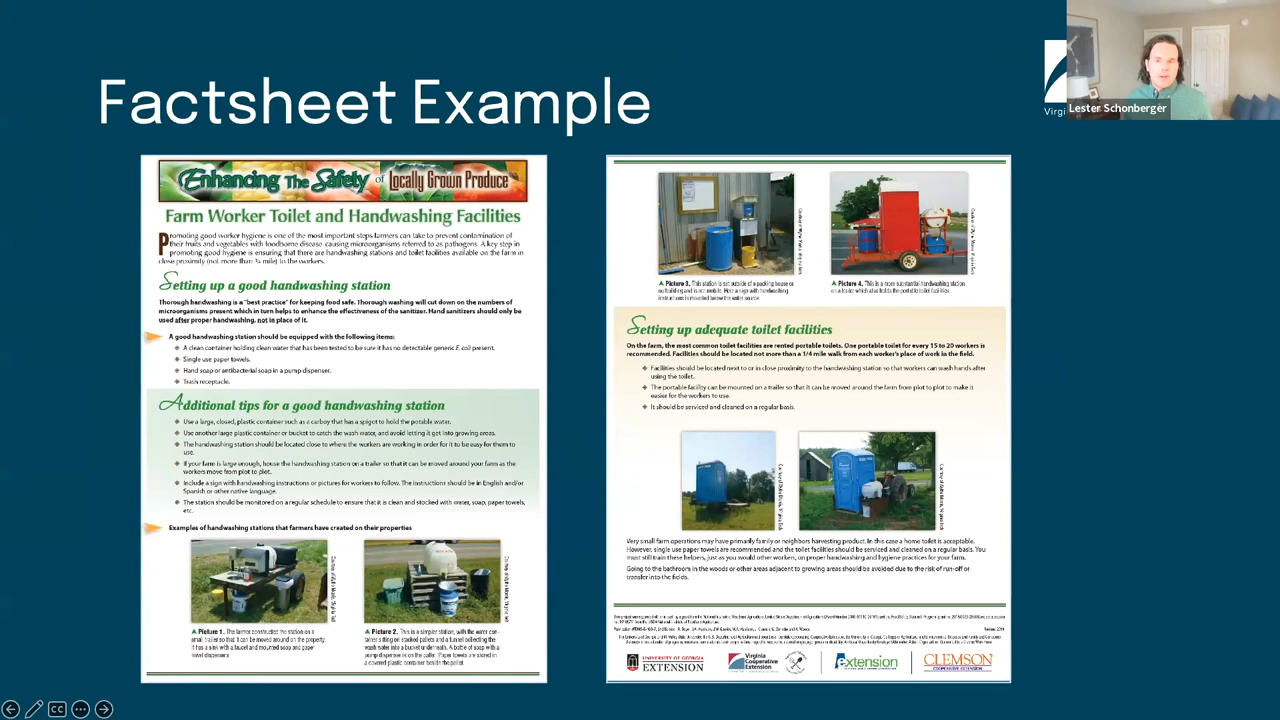 Factsheet Example
Lester Schonberger
Virgi
Enhancing The Safety of Locally Grown Produce
Farm Worker Toilet and Handwashing Facilities
Promoting good worker hygiene is one of the most important steps farmers can take to prevent contamination of
their fruits and vegetables with foodborne disease-causing microorganisms referred to as pathogens. A key step in
promoting good hygiene is ensuring that there are handwashing stations and toilet facilities available on the farm in
close proximity (not more than ¼ mile) to the workers.
Setting up a good handwashing station
Thorough handwashing is a "best practice" for keeping food safe. Thorough washing will cut down on the numbers of
microorganisms present which in turn helps to enhance the effectiveness of the sanitizer. Hand sanitizers should only be
used after proper handwashing, not in place of it.
A good handwashing station should be equipped with the following items:
A clean container holding clean water that has been tested to be sure it has no detectable generic E. coli present.
Single use paper towels.
Hand soap or antibacterial soap in a pump dispenser.
Trash receptacle.
Additional tips for a good handwashing station
Use a large, closed, plastic container such as a carboy that has a spigot to hold the potable water.
Use another large plastic container or bucket to catch the wash water, and avoid letting it get into growing areas.
The handwashing station should be located close to where the workers are working in order for it to be easy for them to
use.
If your farm is large enough, house the handwashing station on a trailer so that it can be moved around your farm as the
workers move from plot to plot.
Include a sign with handwashing instructions or pictures for workers to follow. The instructions should be in English and/or
Spanish or other native language.
The station should be monitored on a regular schedule to ensure that it is clean and stocked with water, soap, paper towels,
etc.
Examples of handwashing stations that farmers have created on their properties
Picture 1. The farmer constructed the station on a
small trailer so that it can be moved around on the property.
It has a sink with a faucet and mounted soap and paper
towel dispensers.
Picture 2. This is a simpler station, with the water con-
tainer sitting on stacked pallets and a funnel collecting the
wash water into a bucket underneath. A bottle of soap with a
pump dispenser is on the pallet. Paper towels are stored in
a covered plastic container beside the pallet.
Picture 3. This station is set outside of a packing house or
outbuilding and is not mobile. Here a sign with handwashing
instructions is mounted below the water source.
Picture 4. This is a more substantial handwashing station
on a trailer which also holds the portable toilet facilities.
Setting up adequate toilet facilities
On the farm, the most common toilet facilities are rented portable toilets. One portable toilet for every 15 to 20 workers is
recommended. Facilities should be located not more than a 1/4 mile walk from each worker's place of work in the field.
Facilities should be located next to or in close proximity to the handwashing station so that workers can wash hands after
using the toilet.
The portable facility can be mounted on a trailer so that it can be moved around the farm from plot to plot to make it
easier for the workers to use.
It should be serviced and cleaned on a regular basis.
Very small farm operations may have primarily family or neighbors harvesting product. In this case a home toilet is acceptable.
However, single use paper towels are recommended and the toilet facilities should be serviced and cleaned on a regular basis. You
must still train these helpers, just as you would other workers, on proper handwashing and hygiene practices for your farm.
Going to the bathroom in the woods or other areas adjacent to growing areas should be avoided due to the risk of run-off or
transfer into the fields.
UNIVERSITY OF GEORGIA
EXTENSION
Virginia
Cooperative
Extension
eXtension
CLEMSON
COOPERATIVE EXTENSION
CC